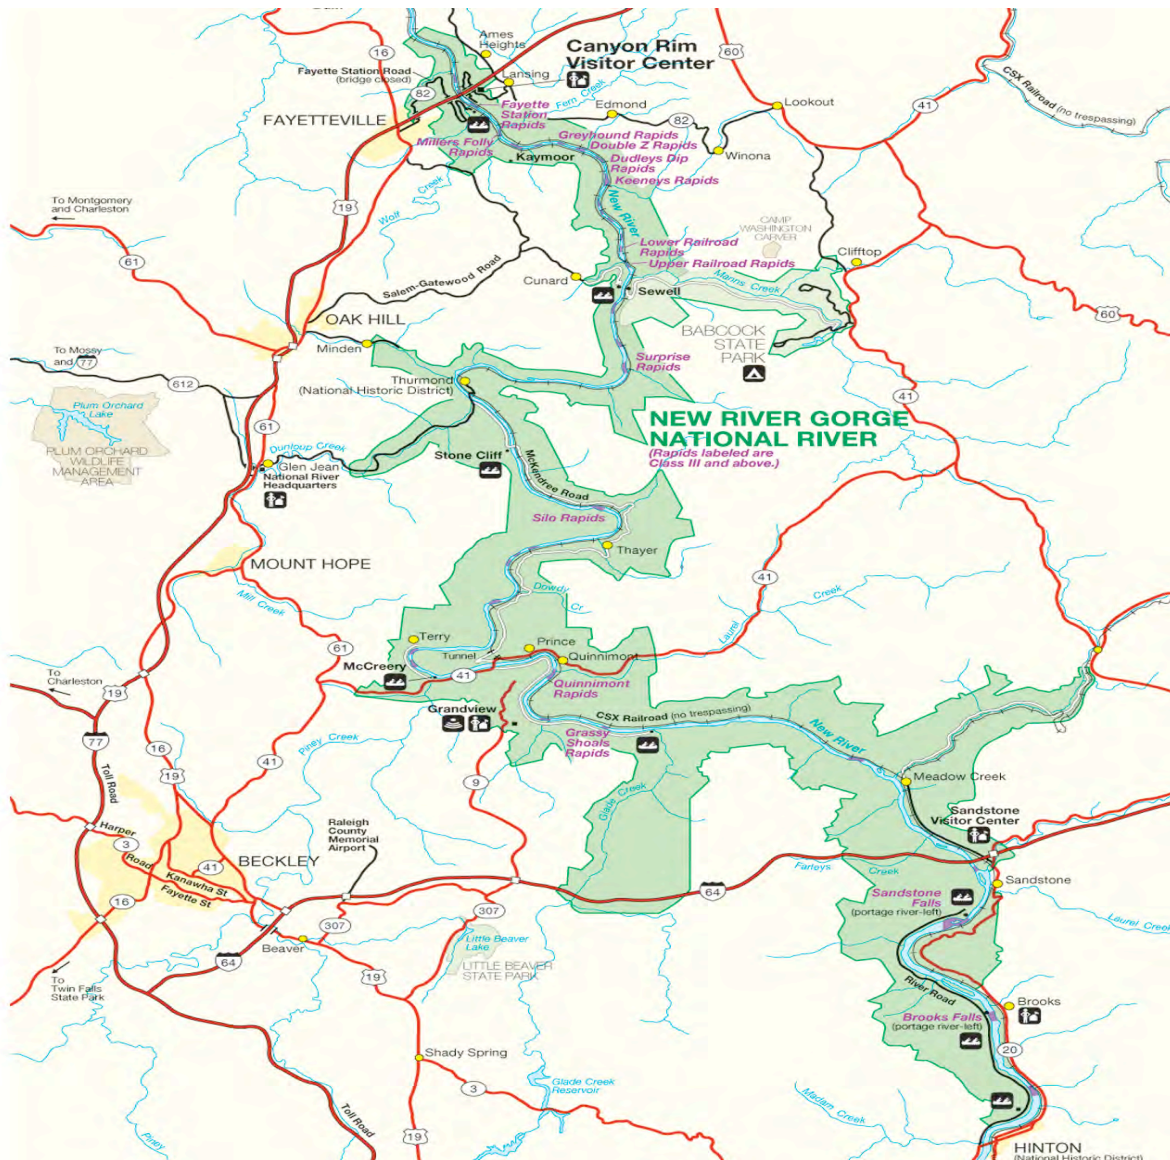 Ames
Heights
16
Canyon Rim
Visitor Center
60
Fayette Station Road
(bridge closed)
Lansing
CSX Railroad (no trespassing)
82
Fern Creek
Fayette
Station
Rapids
Edmond
Lookout
41
FAYETTEVILLE
82
Millers Folly
Rapids
Greyhound Rapids
Double Z Rapids
Kaymoor
Dudleys Dip
Rapids
Winona
Keeneys Rapids
To Montgomery
and Charleston
19
Wolf
Creek
New River
CAMP
WASHINGTON
CARVER
61
Lower Railroad
Rapids
Upper Railroad Rapids
Clifftop
Salem-Gatewood Road
Cunard
Sewell
Manns Creek
60
OAK HILL
BABCOCK
STATE
PARK
Minden
To Mossy
and 77
Surprise
Rapids
612
Thurmond
(National Historic District)
41
Plum Orchard
Lake
61
NEW RIVER GORGE
NATIONAL RIVER
(Rapids labeled are
Class III and above.)
PLUM ORCHARD
WILDLIFE
MANAGEMENT
AREA
Dunloup Creek
Glen Jean
National River
Headquarters
Stone Cliff
McKendree Road
Silo Rapids
Thayer
MOUNT HOPE
41
Mill Creek
Dowdy Cr
Laurel
Creek
61
Terry
Prince
Tunnel
Quinnimont
McCreery
41
To
Charleston
19
Quinnimont
Rapids
Grandview
CSX Railroad (no trespassing)
New River
77
16
Piney Creek
Grassy
Shoals
Rapids
41
19
9
Toll Road
Glade Creek
Meadow Creek
Sandstone
Visitor Center
Raleigh
County
Memorial
Airport
Harper
3
Road
41
BECKLEY
Kanawha St
Fayette St
Farleys
Creek
64
Sandstone
16
Sandstone
Falls
(portage river-left)
307
307
Laurel Creek
Beaver
Little Beaver
Lake
LITTLE BEAVER
STATE PARK
64
19
To
Twin Falls
State Park
River Road
Brooks
Brooks Falls
(portage river-left)
20
Shady Spring
Glade Creek
Reservoir
3
Madam Creek
Toll Road
Piney
19
HINTON
(National Historic District)